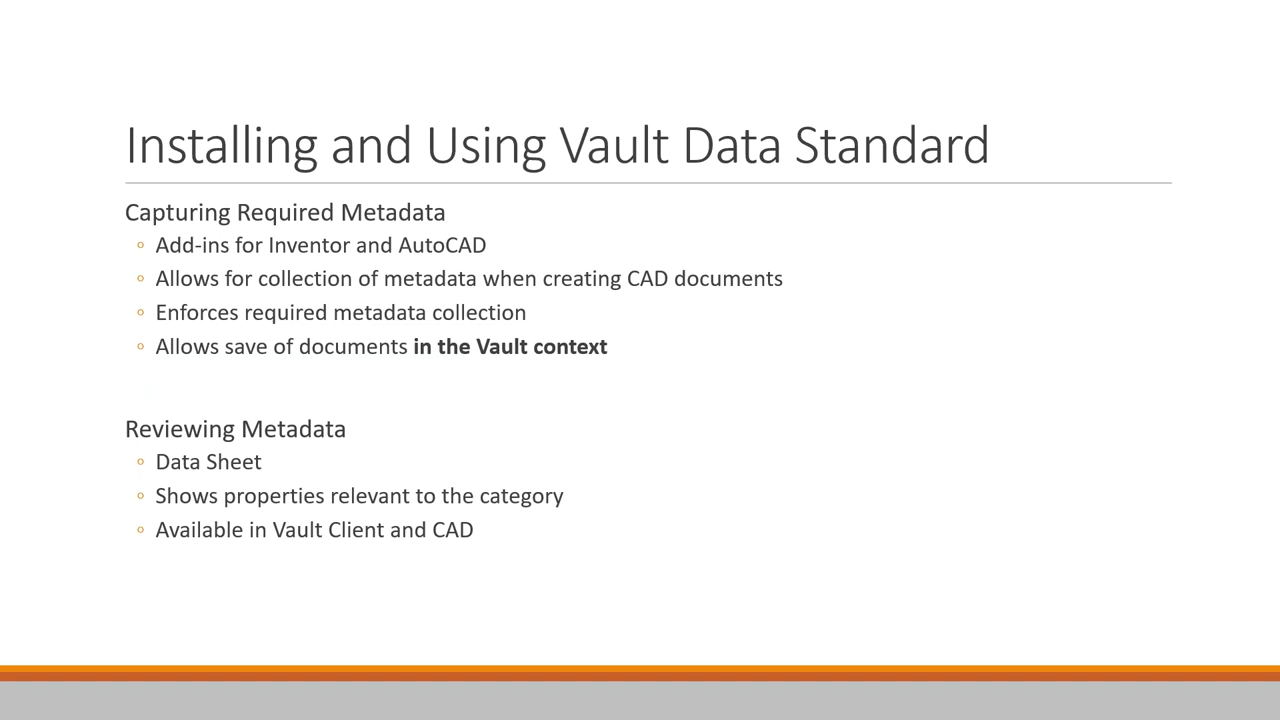 Installing and Using Vault Data Standard
Capturing Required Metadata
◦ Add-ins for Inventor and AutoCAD
◦ Allows for collection of metadata when creating CAD documents
◦ Enforces required metadata collection
◦ Allows save of documents in the Vault context
Reviewing Metadata
◦ Data Sheet
◦ Shows properties relevant to the category
◦ Available in Vault Client and CAD